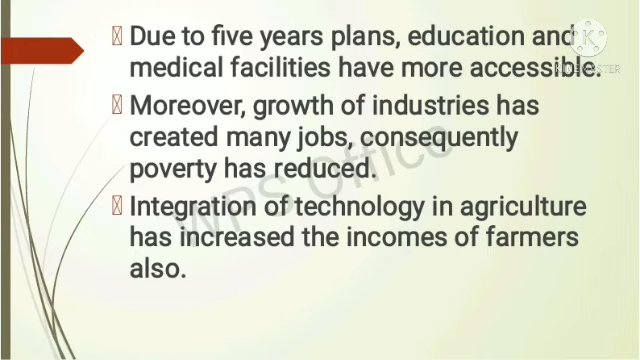 Due to five years plans, education and
medical facilities have more accessible.
Moreover, growth of industries has
created many jobs, consequently
poverty has reduced.
Integration of technology in agriculture
has increased the incomes of farmers
also.
WPS Office
K
KINEMASTER